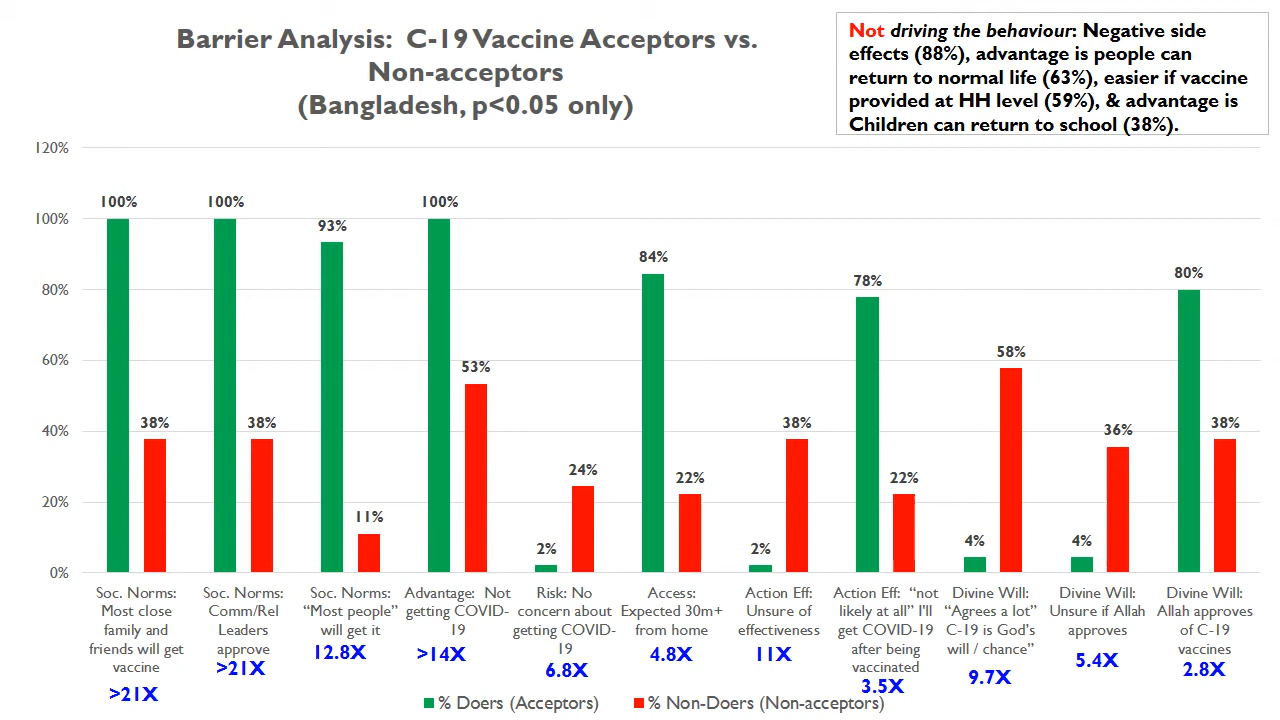 Barrier Analysis: C-19 Vaccine Acceptors vs.
Non-acceptors
(Bangladesh, p<0.05 only)
Not driving the behaviour: Negative side
effects (88%), advantage is people can
return to normal life (63%), easier if vaccine
provided at HH level (59%), & advantage is
Children can return to school (38%).
120%
100%
80%
60%
40%
20%
0%
100%
38%
100%
38%
93%
11%
100%
53%
2%
24%
84%
22%
2%
38%
78%
22%
4%
58%
4%
36%
80%
38%
Soc. Norms:
Most close
family and
friends will get
vaccine
>21X
Soc. Norms:
Comm/Rel
Leaders
approve
>21X
Soc. Norms:
“Most people”
will get it
12.8X
Advantage: Not
getting COVID-
19
>14X
Risk: No
concern about
getting COVID-
19
6.8X
Access:
Expected 30m+
from home
4.8X
Action Eff:
Unsure of
effectiveness
11X
Action Eff: “not
likely at all” I'll
get COVID-19
after being
vaccinated
3.5X
Divine Will:
“Agrees a lot”
C-19 is God's
will / chance”
9.7X
Divine Will:
Unsure if Allah
approves
5.4X
Divine Will:
Allah approves
of C-19
vaccines
2.8X
% Doers (Acceptors)
% Non-Doers (Non-acceptors)